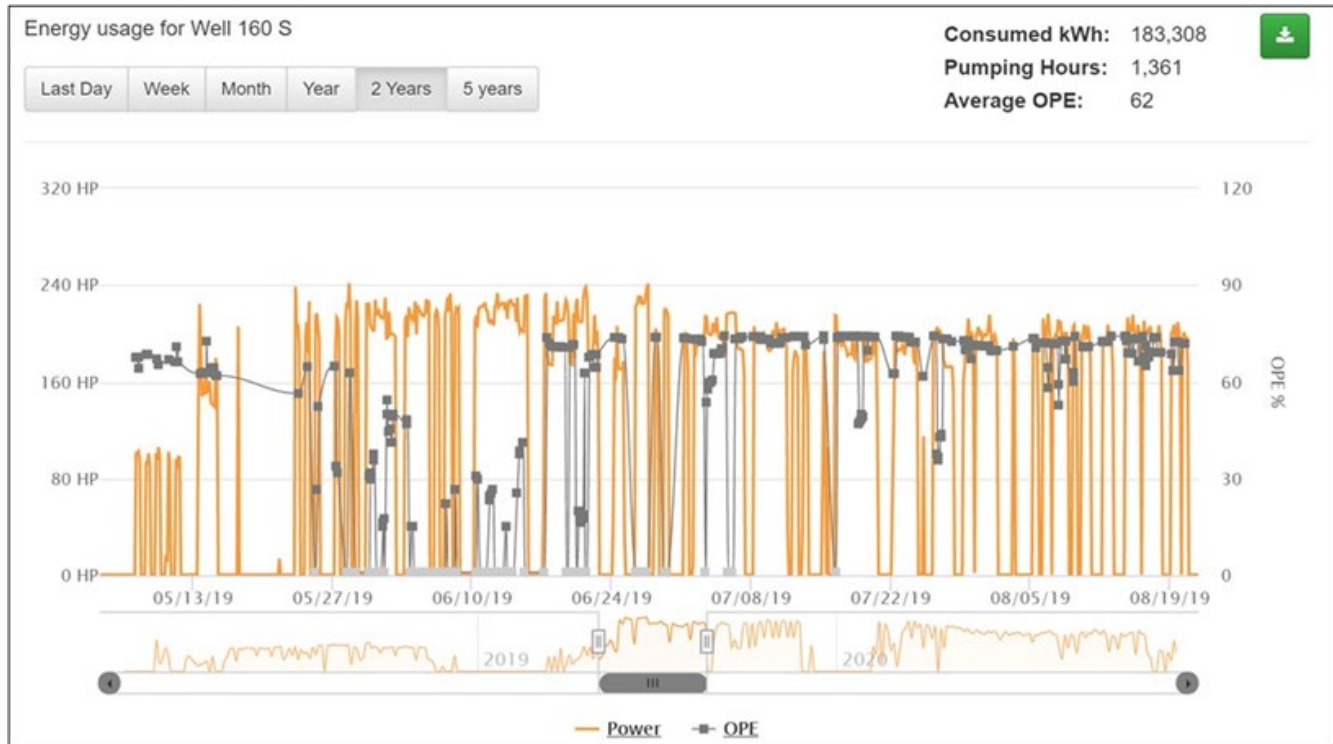 Energy usage for Well 160 S
Consumed kWh: 183,308
Pumping Hours: 1,361
Average OPE: 62
Last Day Week Month Year 2 Years 5 years
320 HP 120
240 HP 90
160 HP 60
80 HP 30
0 HP 0
OPE %
05/13/19 05/27/19 06/10/19 06/24/19 07/08/19 07/22/19 08/05/19 08/19/19
2019 2020
Power OPE